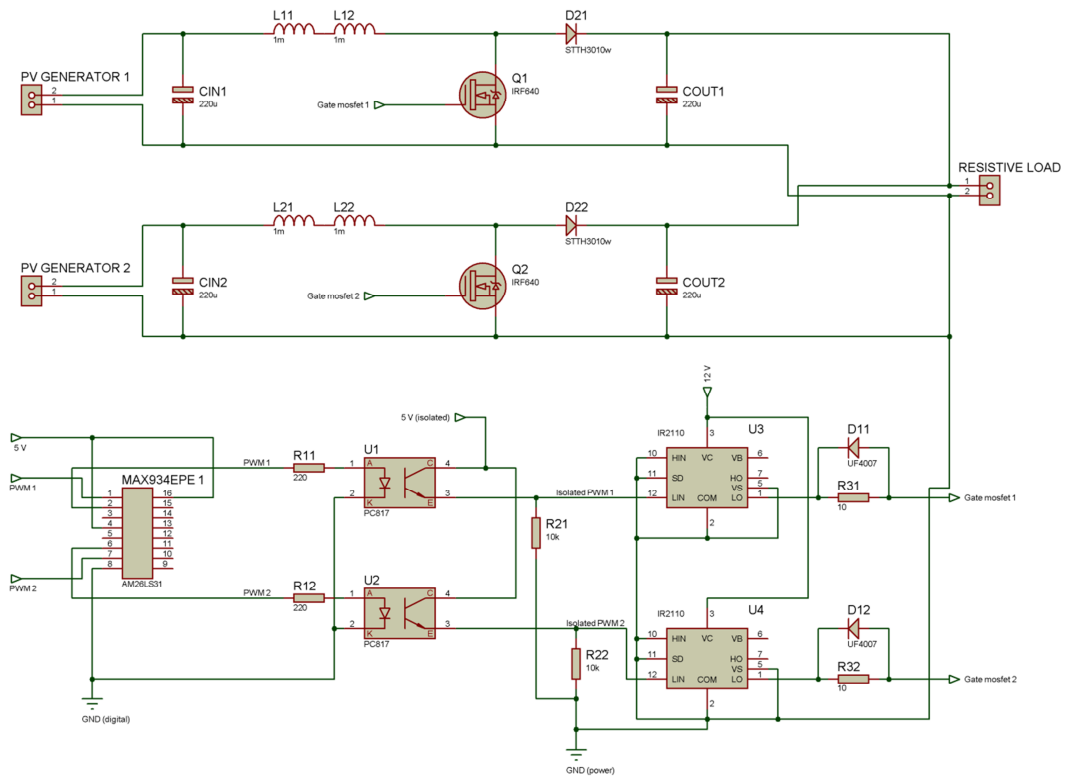 L11
L12
1m
1m
D21
STTH3010w
PV GENERATOR 1
2
1
CIN1
220u
Gate mosfet 1
Q1
IRF640
COUT1
220u
RESISTIVE LOAD
1
2
L21
L22
1m
1m
D22
STTH3010w
PV GENERATOR 2
2
1
CIN2
220u
Gate mosfet 2
Q2
IRF640
COUT2
220u
12 V
5 V
PWM 1
PWM 2
MAX934EPE 1
1
2
3
4
5
6
7
8
16
15
14
13
12
11
10
9
AM26LS31
GND (digital)
PWM 1
R11
220
PWM 2
R12
220
5 V (isolated)
U1
1
A
C
4
2
K
E
3
PC817
U2
1
A
C
4
2
K
E
3
PC817
Isolated PWM 1
R21
10k
Isolated PWM 2
R22
10k
GND (power)
IR2110
U3
3
10
HIN
VC
VB
6
11
SD
HO
7
VS
5
12
LIN
COM
LO
1
2
D11
UF4007
R31
10
Gate mosfet 1
IR2110
U4
3
10
HIN
VC
VB
6
11
SD
HO
7
VS
5
12
LIN
COM
LO
1
2
D12
UF4007
R32
10
Gate mosfet 2